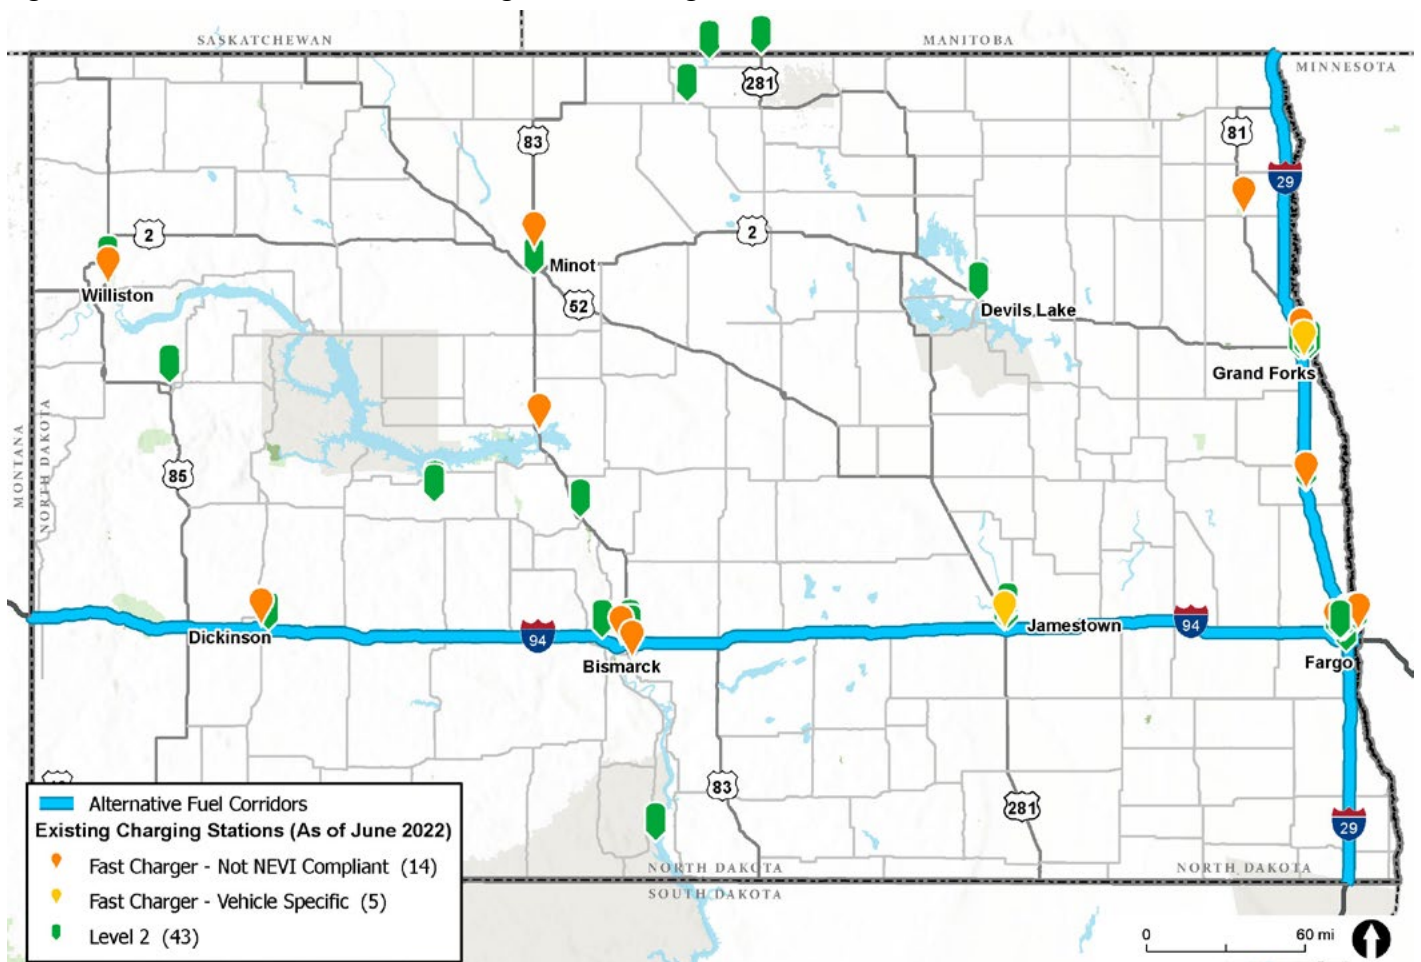 SASKATCHEWAN
MANITOBA
MINNESOTA
281
83
81
29
2
2
Minot
Williston
52
Devils Lake
Grand Forks
MONTANA
NORTH DAKOTA
85
Dickinson
94
Bismarck
Jamestown
94
Fargo
83
281
29
NORTH DAKOTA
SOUTH DAKOTA
NORTH DAKOTA
Alternative Fuel Corridors
Existing Charging Stations (As of June 2022)
Fast Charger - Not NEVI Compliant (14)
Fast Charger - Vehicle Specific (5)
Level 2 (43)
0 60 mi